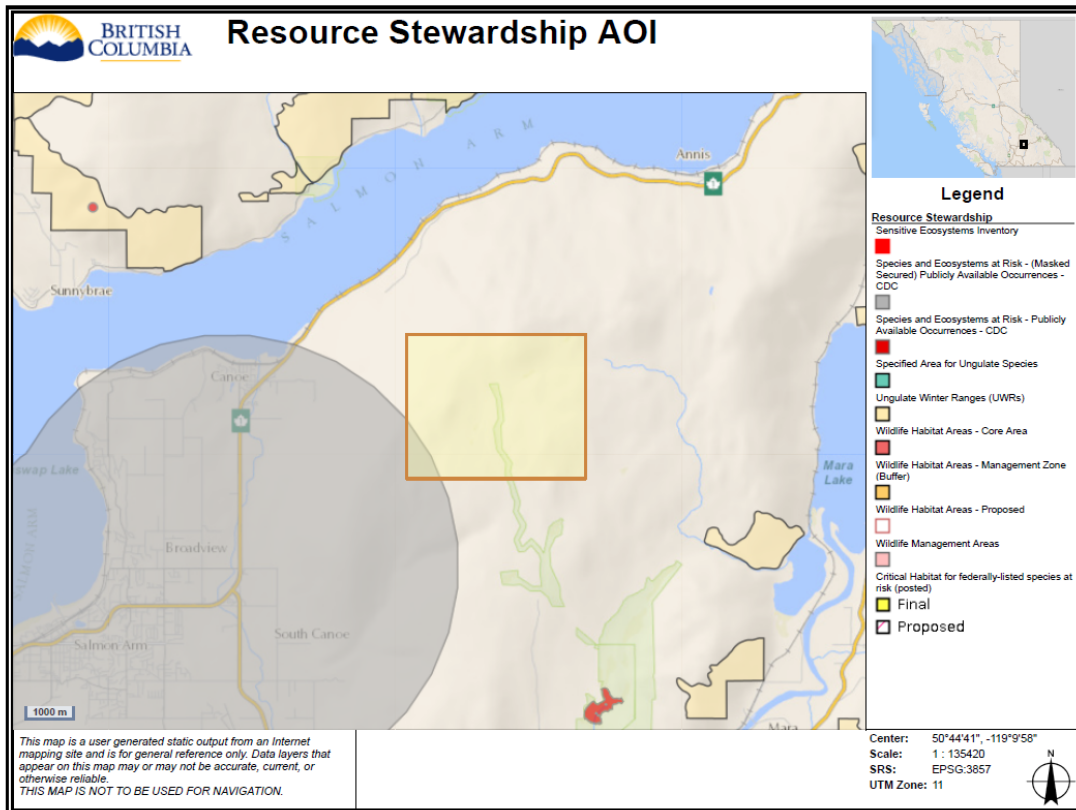 BRITISH
COLUMBIA
Resource Stewardship AOI
SALMON ARM
Annis
1
Sunnybrae
Canoe
1
swap Lake
Mara
Lake
SALMON ARM
Broadview
South Canoe
Salmon Arm
Mara
1000 m
Legend
Resource Stewardship
Sensitive Ecosystems Inventory
Species and Ecosystems at Risk - (Masked
Secured) Publicly Available Occurrences -
CDC
Species and Ecosystems at Risk - Publicly
Available Occurrences - CDC
Specified Area for Ungulate Species
Ungulate Winter Ranges (UWRs)
Wildlife Habitat Areas - Core Area
Wildlife Habitat Areas - Management Zone
(Buffer)
Wildlife Habitat Areas - Proposed
Wildlife Management Areas
Critical Habitat for federally-listed species at
risk (posted)
Final
Proposed
This map is a user generated static output from an Internet
mapping site and is for general reference only. Data layers that
appear on this map may or may not be accurate, current, or
otherwise reliable.
THIS MAP IS NOT TO BE USED FOR NAVIGATION.
Center: 50°44'41", -119°9'58"
Scale: 1 : 135420
SRS: EPSG:3857
UTM Zone: 11
N